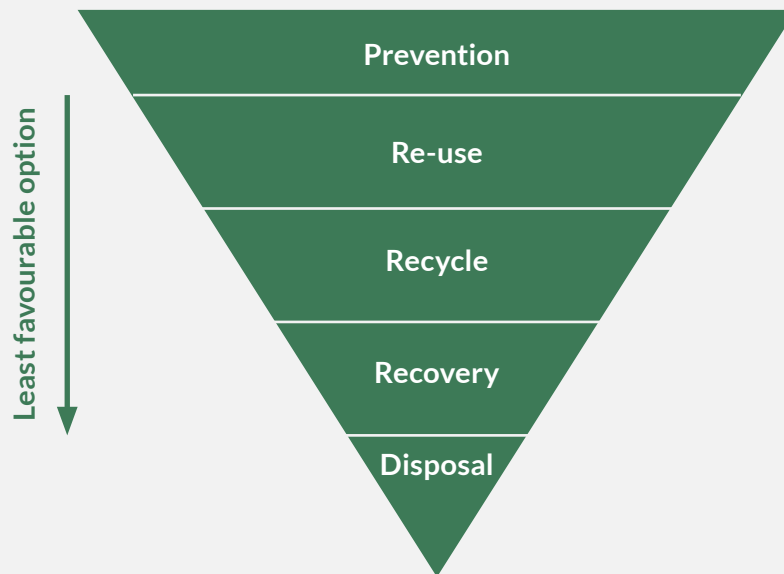 Prevention
Re-use
Recycle
Recovery
Disposal
Least favourable option